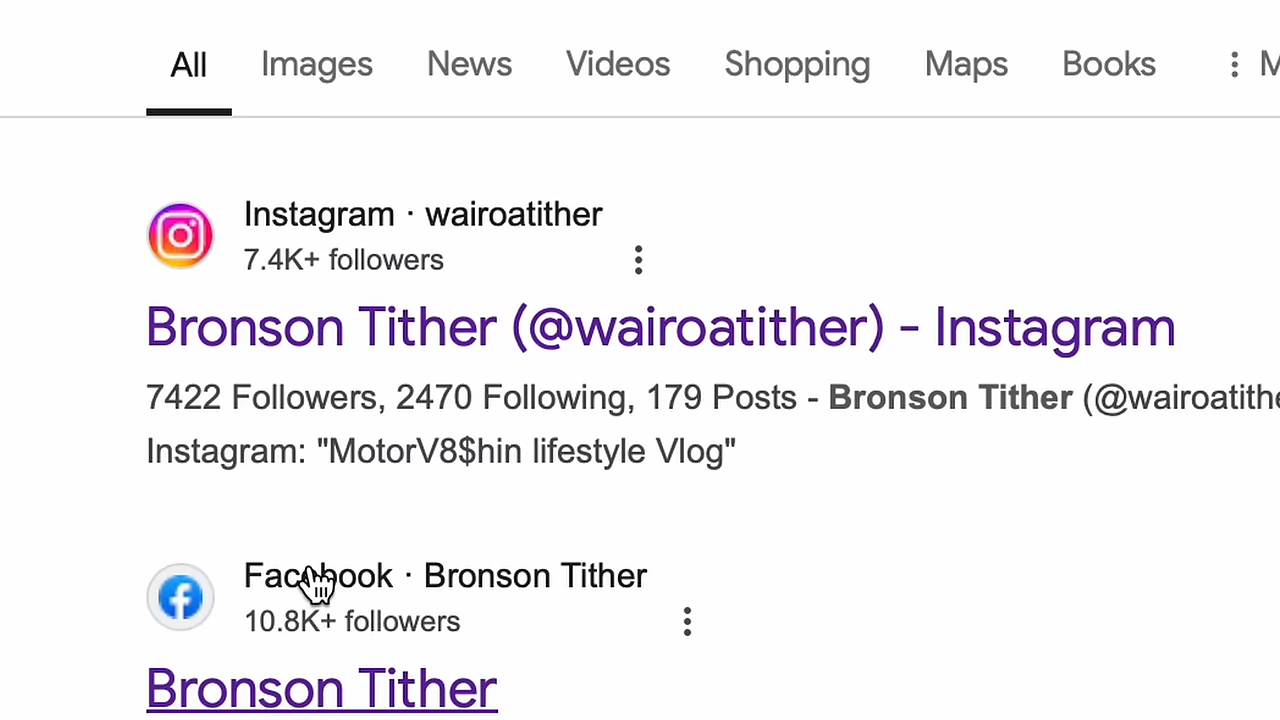 All Images News Videos Shopping Maps Books
Instagram · wairoatither
7.4K+ followers
Bronson Tither (@wairoatither) - Instagram
7422 Followers, 2470 Following, 179 Posts - Bronson Tither (@wairoatithe
Instagram: "MotorV8$hin lifestyle Vlog"
Facebook · Bronson Tither
10.8K+ followers
Bronson Tither